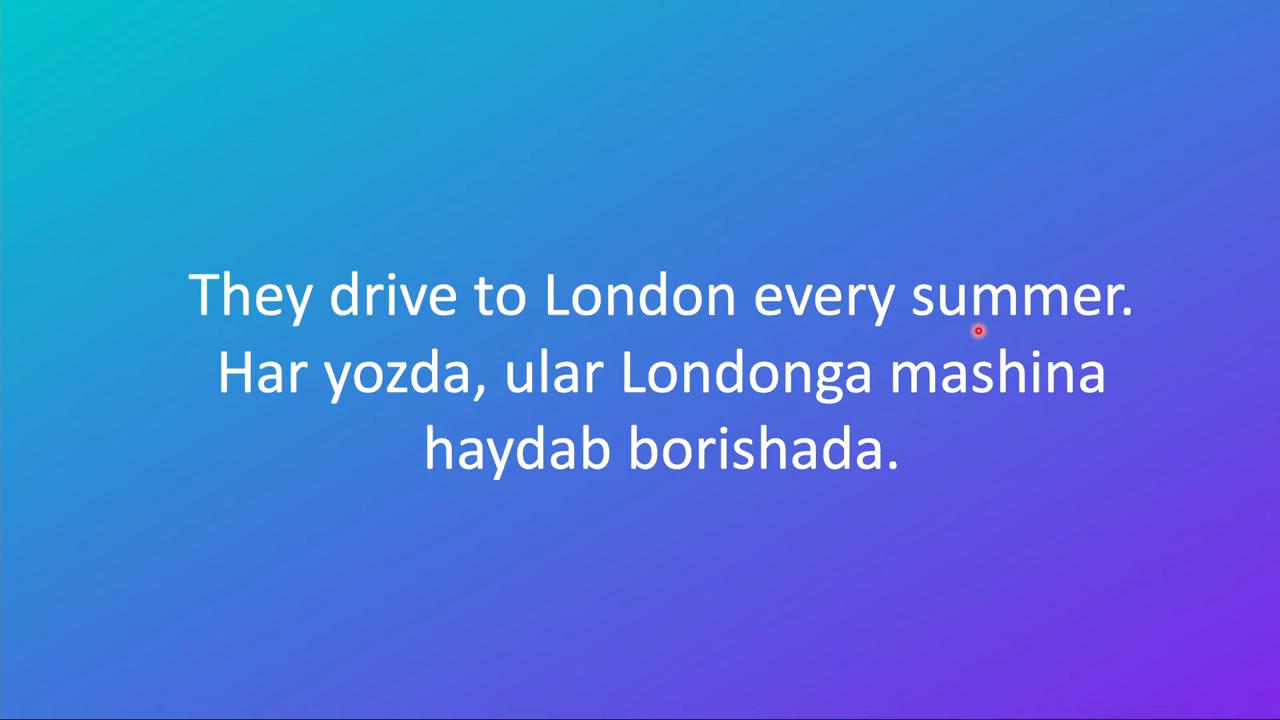 They drive to London every summer.
Har yozda, ular Londonga mashina
haydab borishada.